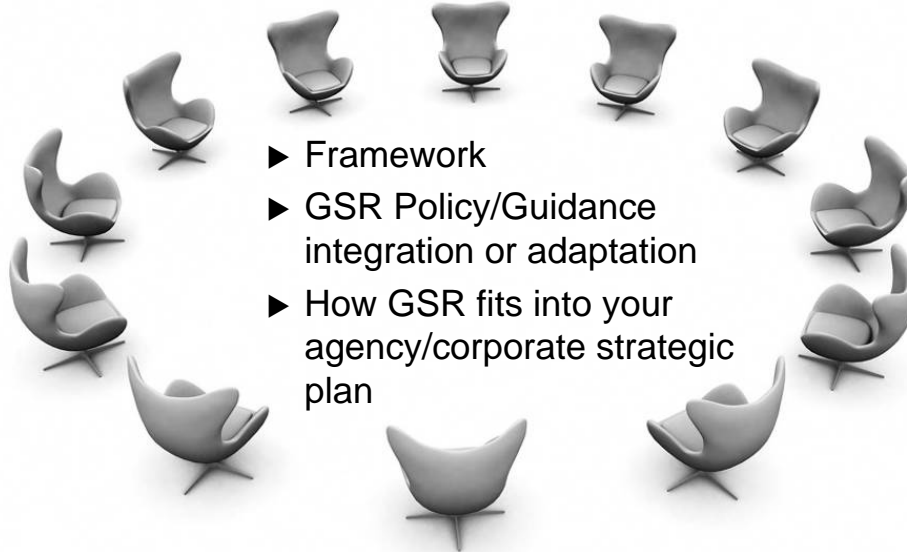 ► Framework
► GSR Policy/Guidance
integration or adaptation
► How GSR fits into your
agency/corporate strategic
plan